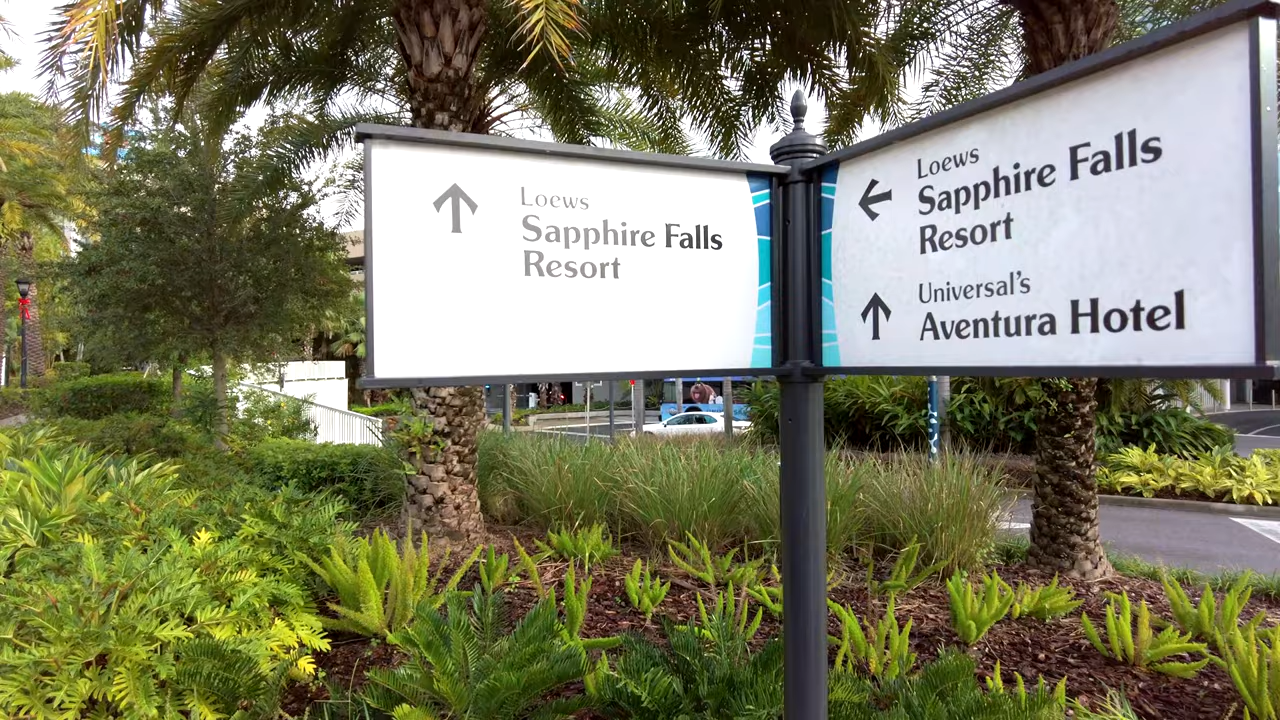 ↑ Loews
Sapphire Falls
Resort
← Loews
Sapphire Falls
Resort
↑ Universal's
Aventura Hotel